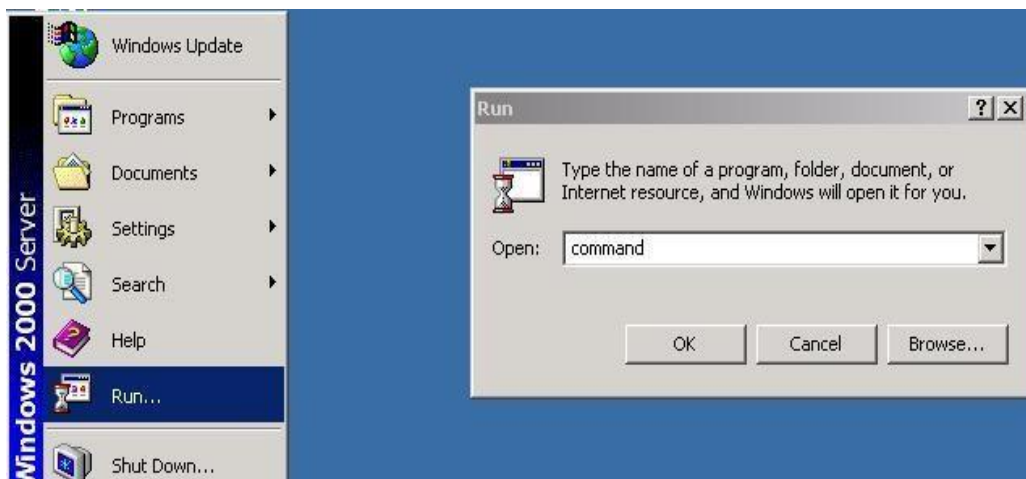 Windows 2000 Server
Windows Update
Programs
Documents
Settings
Search
Help
Run...
Shut Down...
Run
Type the name of a program, folder, document, or
Internet resource, and Windows will open it for you.
Open: command
OK Cancel Browse...